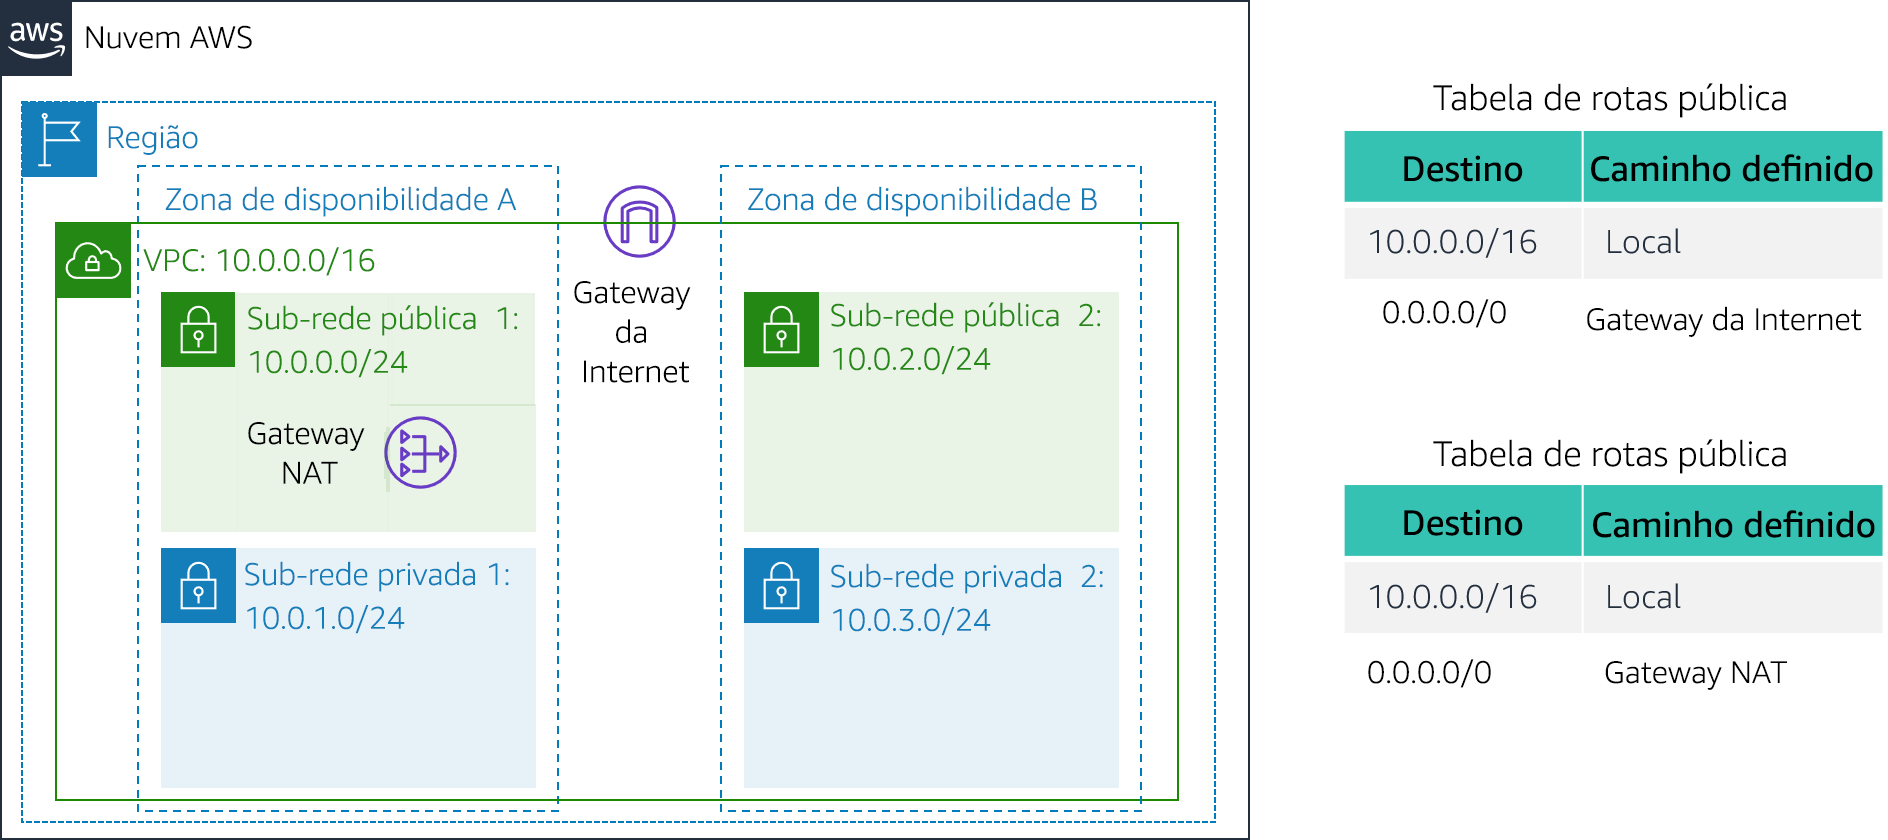 aws
Nuvem AWS
Região
Zona de disponibilidade A
Zona de disponibilidade B
VPC: 10.0.0.0/16
Sub-rede pública 1:
10.0.0.0/24
Gateway
NAT
Gateway
da
Internet
Sub-rede pública 2:
10.0.2.0/24
Sub-rede privada 1:
10.0.1.0/24
Sub-rede privada 2:
10.0.3.0/24
Tabela de rotas pública
Destino Caminho definido
10.0.0.0/16 Local
0.0.0.0/0 Gateway da Internet
Tabela de rotas pública
Destino Caminho definido
10.0.0.0/16 Local
0.0.0.0/0 Gateway NAT